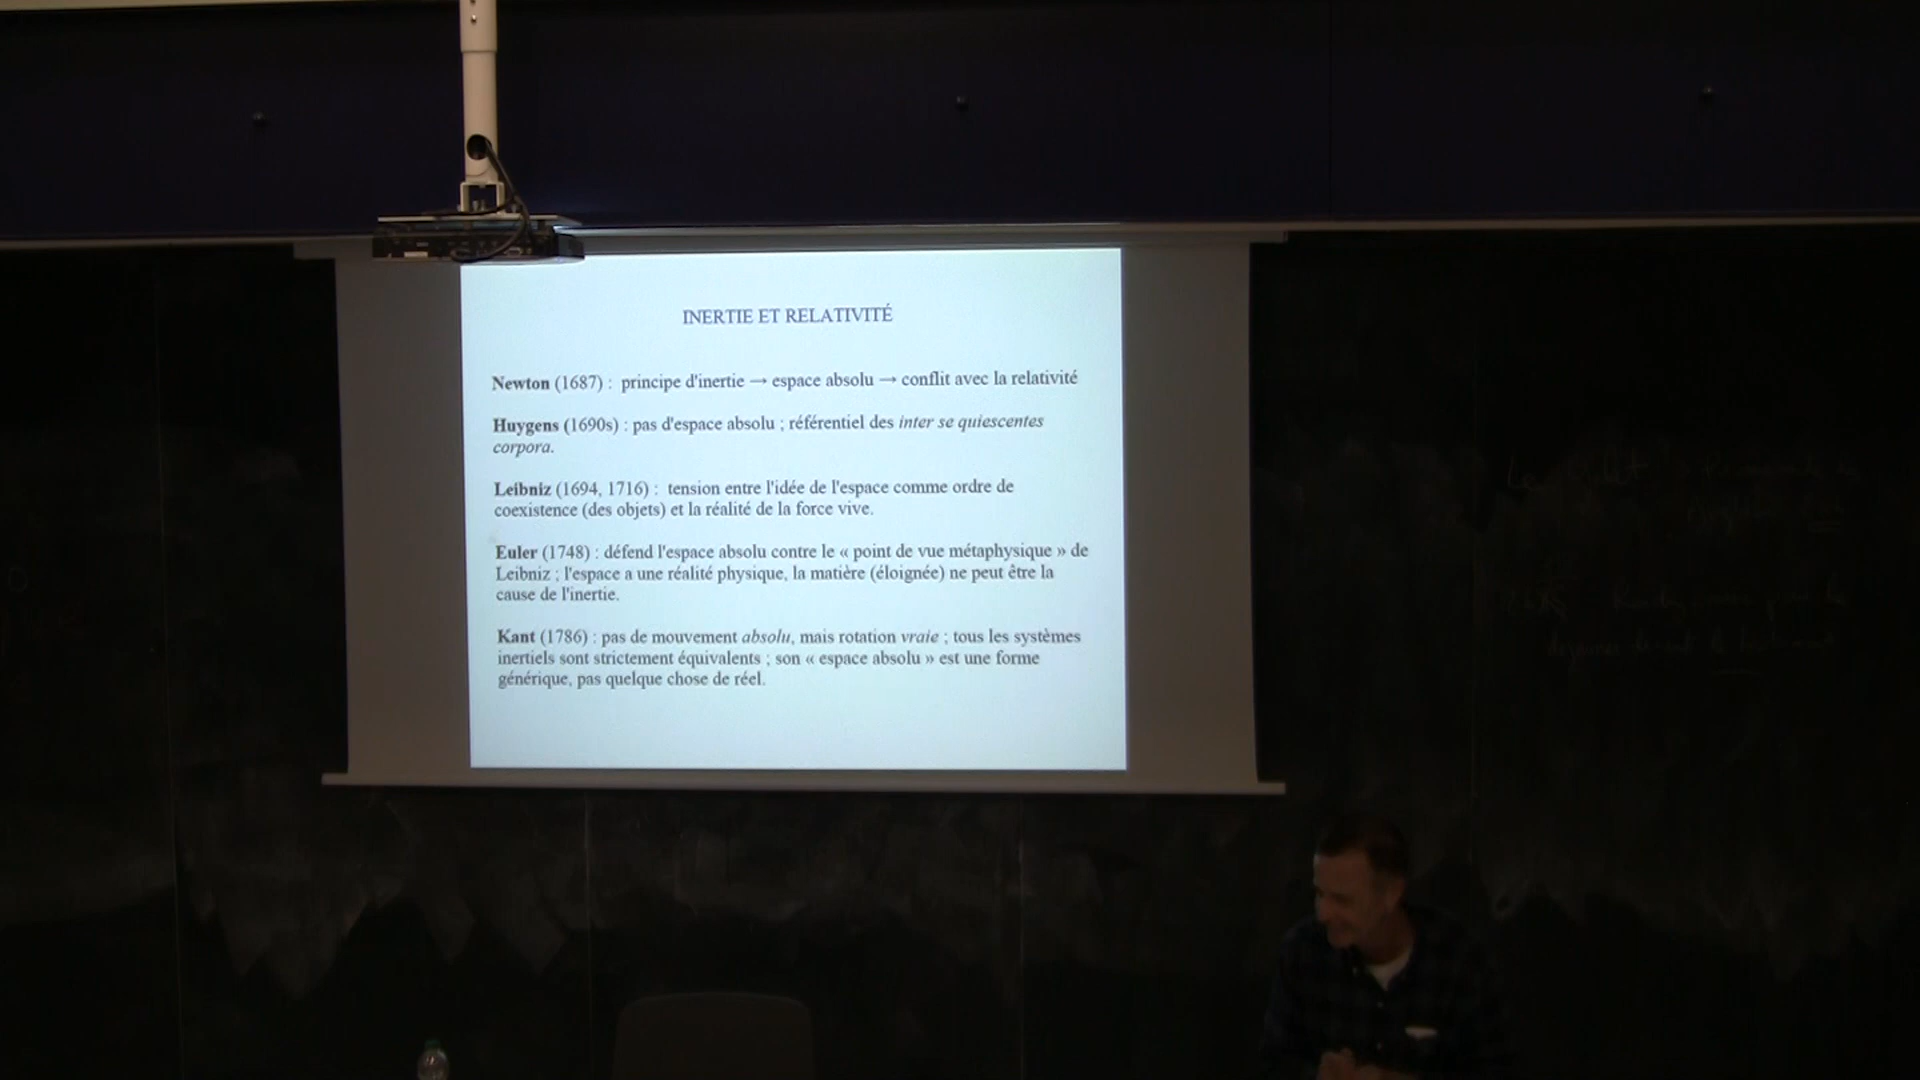 INERTIE ET RELATIVITÉ
Newton (1687) : principe d'inertie → espace absolu → conflit avec la relativité
Huygens (1690s) : pas d'espace absolu ; référentiel des inter se quiescentes
corpora.
Leibniz (1694, 1716) : tension entre l'idée de l'espace comme ordre de
coexistence (des objets) et la réalité de la force vive.
Euler (1748) : défend l'espace absolu contre le « point de vue métaphysique » de
Leibniz ; l'espace a une réalité physique, la matière (éloignée) ne peut être la
cause de l'inertie.
Kant (1786) : pas de mouvement absolu, mais rotation vraie ; tous les systèmes
inertiels sont strictement équivalents ; son « espace absolu » est une forme
générique, pas quelque chose de réel.